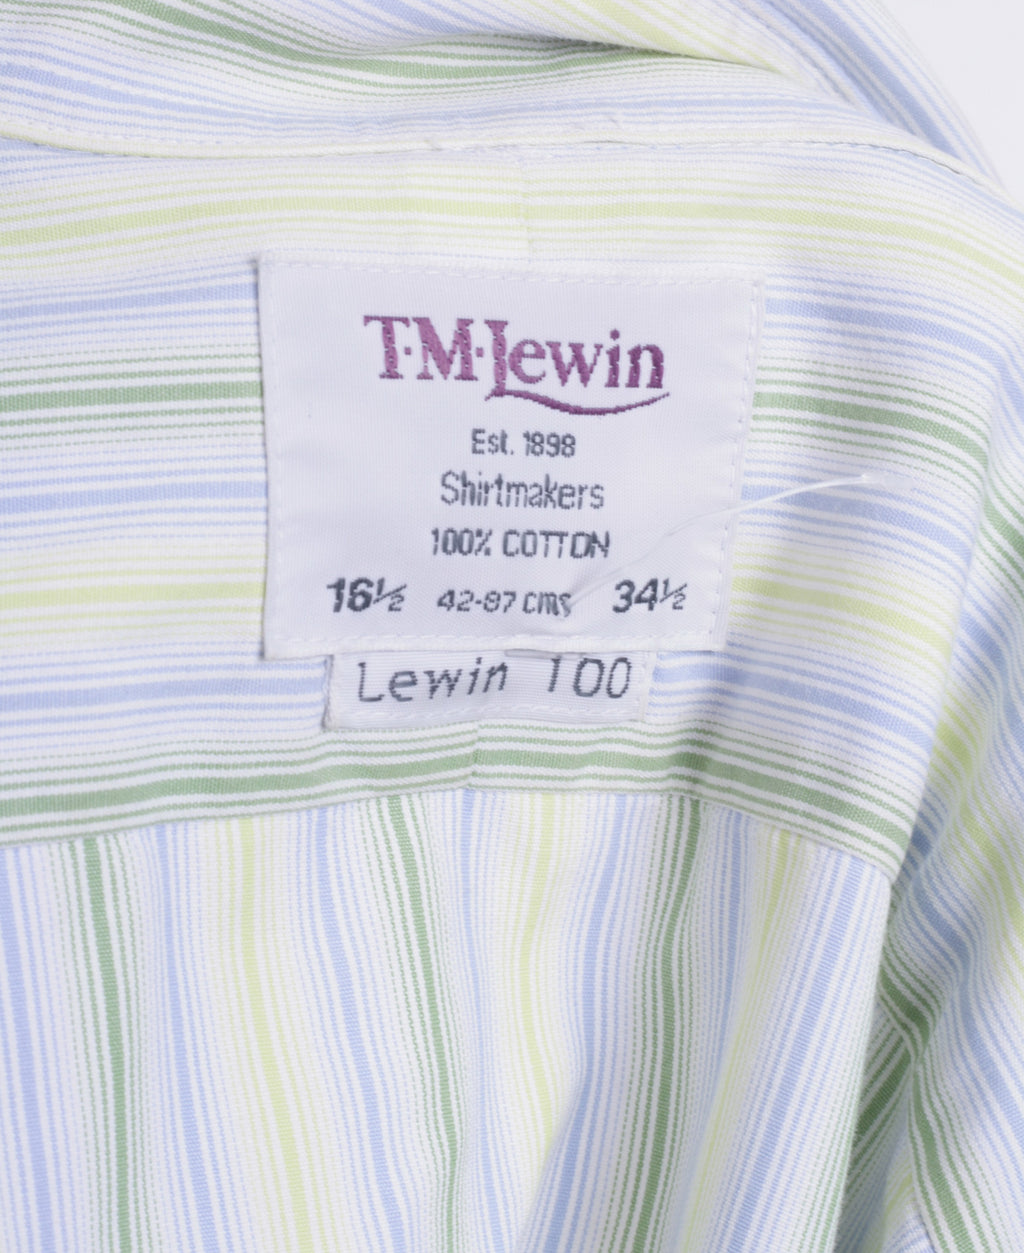 T·M·Lewin
Est. 1898
Shirtmakers
100% COTTON
16½ 42-87 cms 34½
Lewin 100